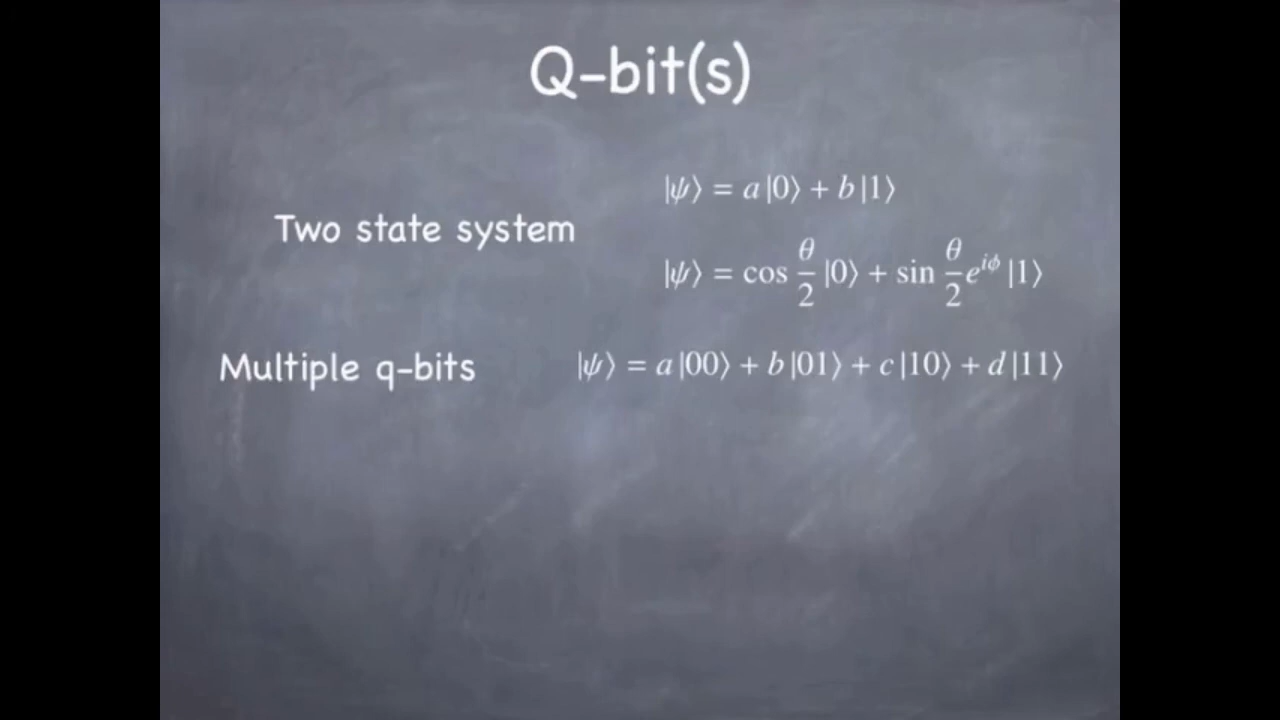 Q-bit(s)
|ψ⟩ = a|0⟩ + b|1⟩
Two state system
|ψ⟩ = cos θ/2 |0⟩ + sin θ/2 e^{iϕ} |1⟩
Multiple q-bits |ψ⟩ = a|00⟩ + b|01⟩ + c|10⟩ + d|11⟩